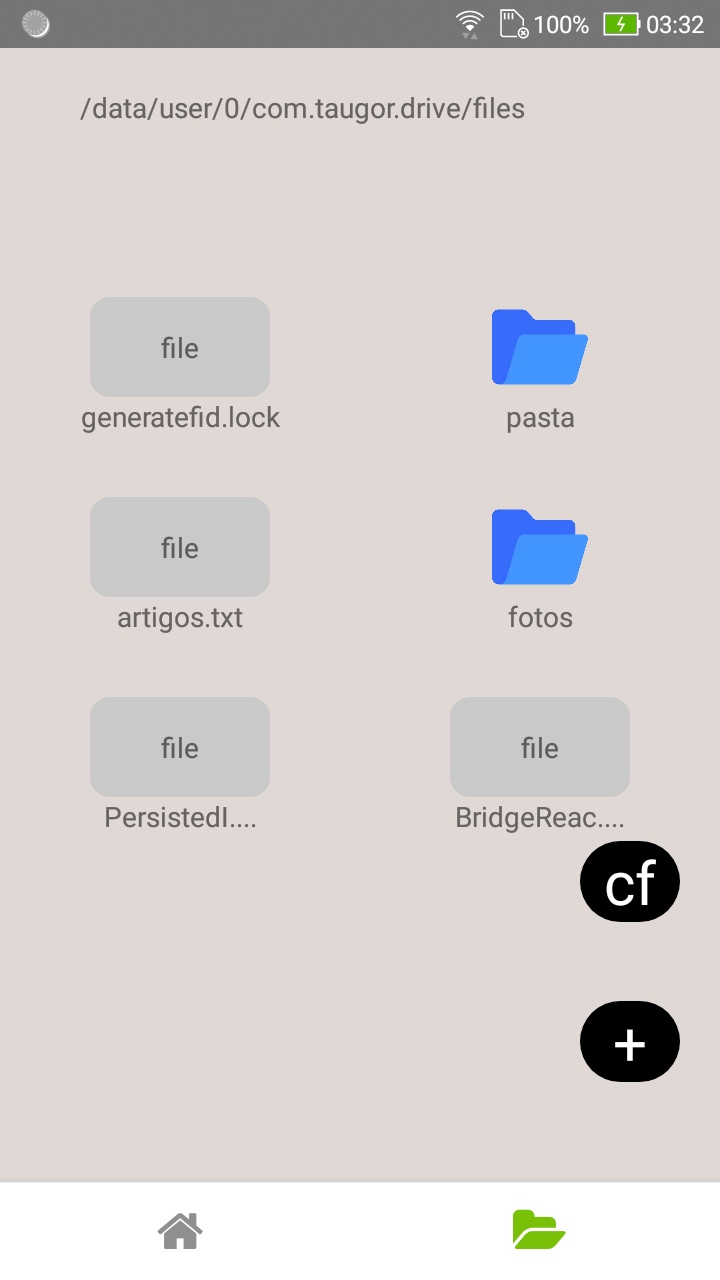 100% 03:32
/data/user/0/com.taugor.drive/files
file
generatefid.lock
pasta
file
artigos.txt
fotos
file
PersistedI....
file
BridgeReac....
cf
+